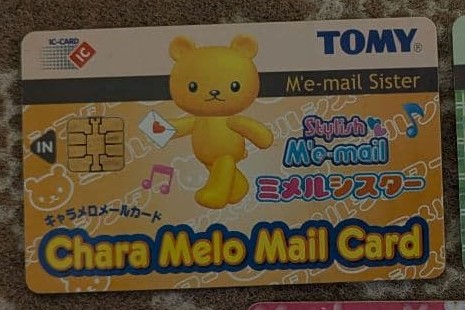 IC-CARD
IC
TOMY®
M'e-mail Sister
IN
Stylish
M'e-mail
ミメルシスター
キャラメロメールカード
Chara Melo Mail Card